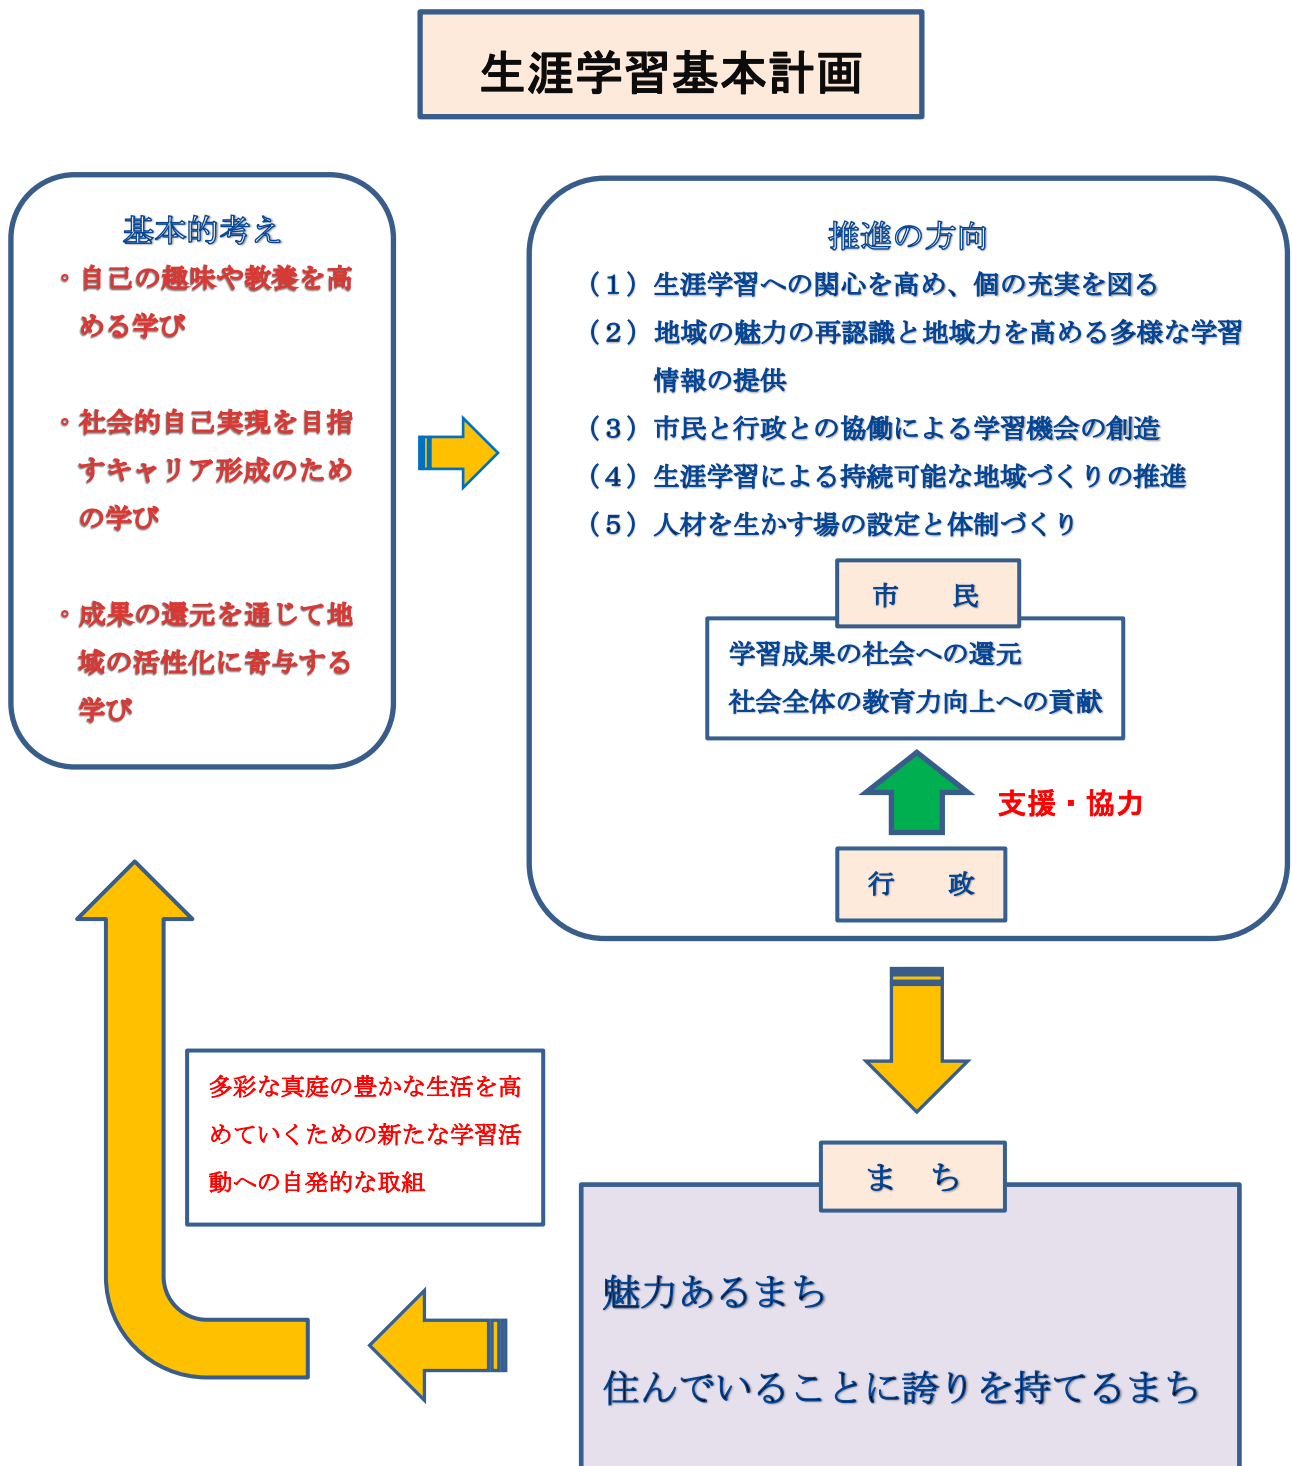 生涯学習基本計画
基本的考え
・自己の趣味や教養を高
める学び
・社会的自己実現を目指
すキャリア形成のため
の学び
・成果の還元を通じて地
域の活性化に寄与する
学び
推進の方向
（１）生涯学習への関心を高め、個の充実を図る
（２）地域の魅力の再認識と地域力を高める多様な学習
情報の提供
（３）市民と行政との協働による学習機会の創造
（４）生涯学習による持続可能な地域づくりの推進
（５）人材を生かす場の設定と体制づくり
市　　民
学習成果の社会への還元
社会全体の教育力向上への貢献
支援・協力
行　　政
多彩な真庭の豊かな生活を高
めていくための新たな学習活
動への自発的な取組
ま　ち
魅力あるまち
住んでいることに誇りを持てるまち